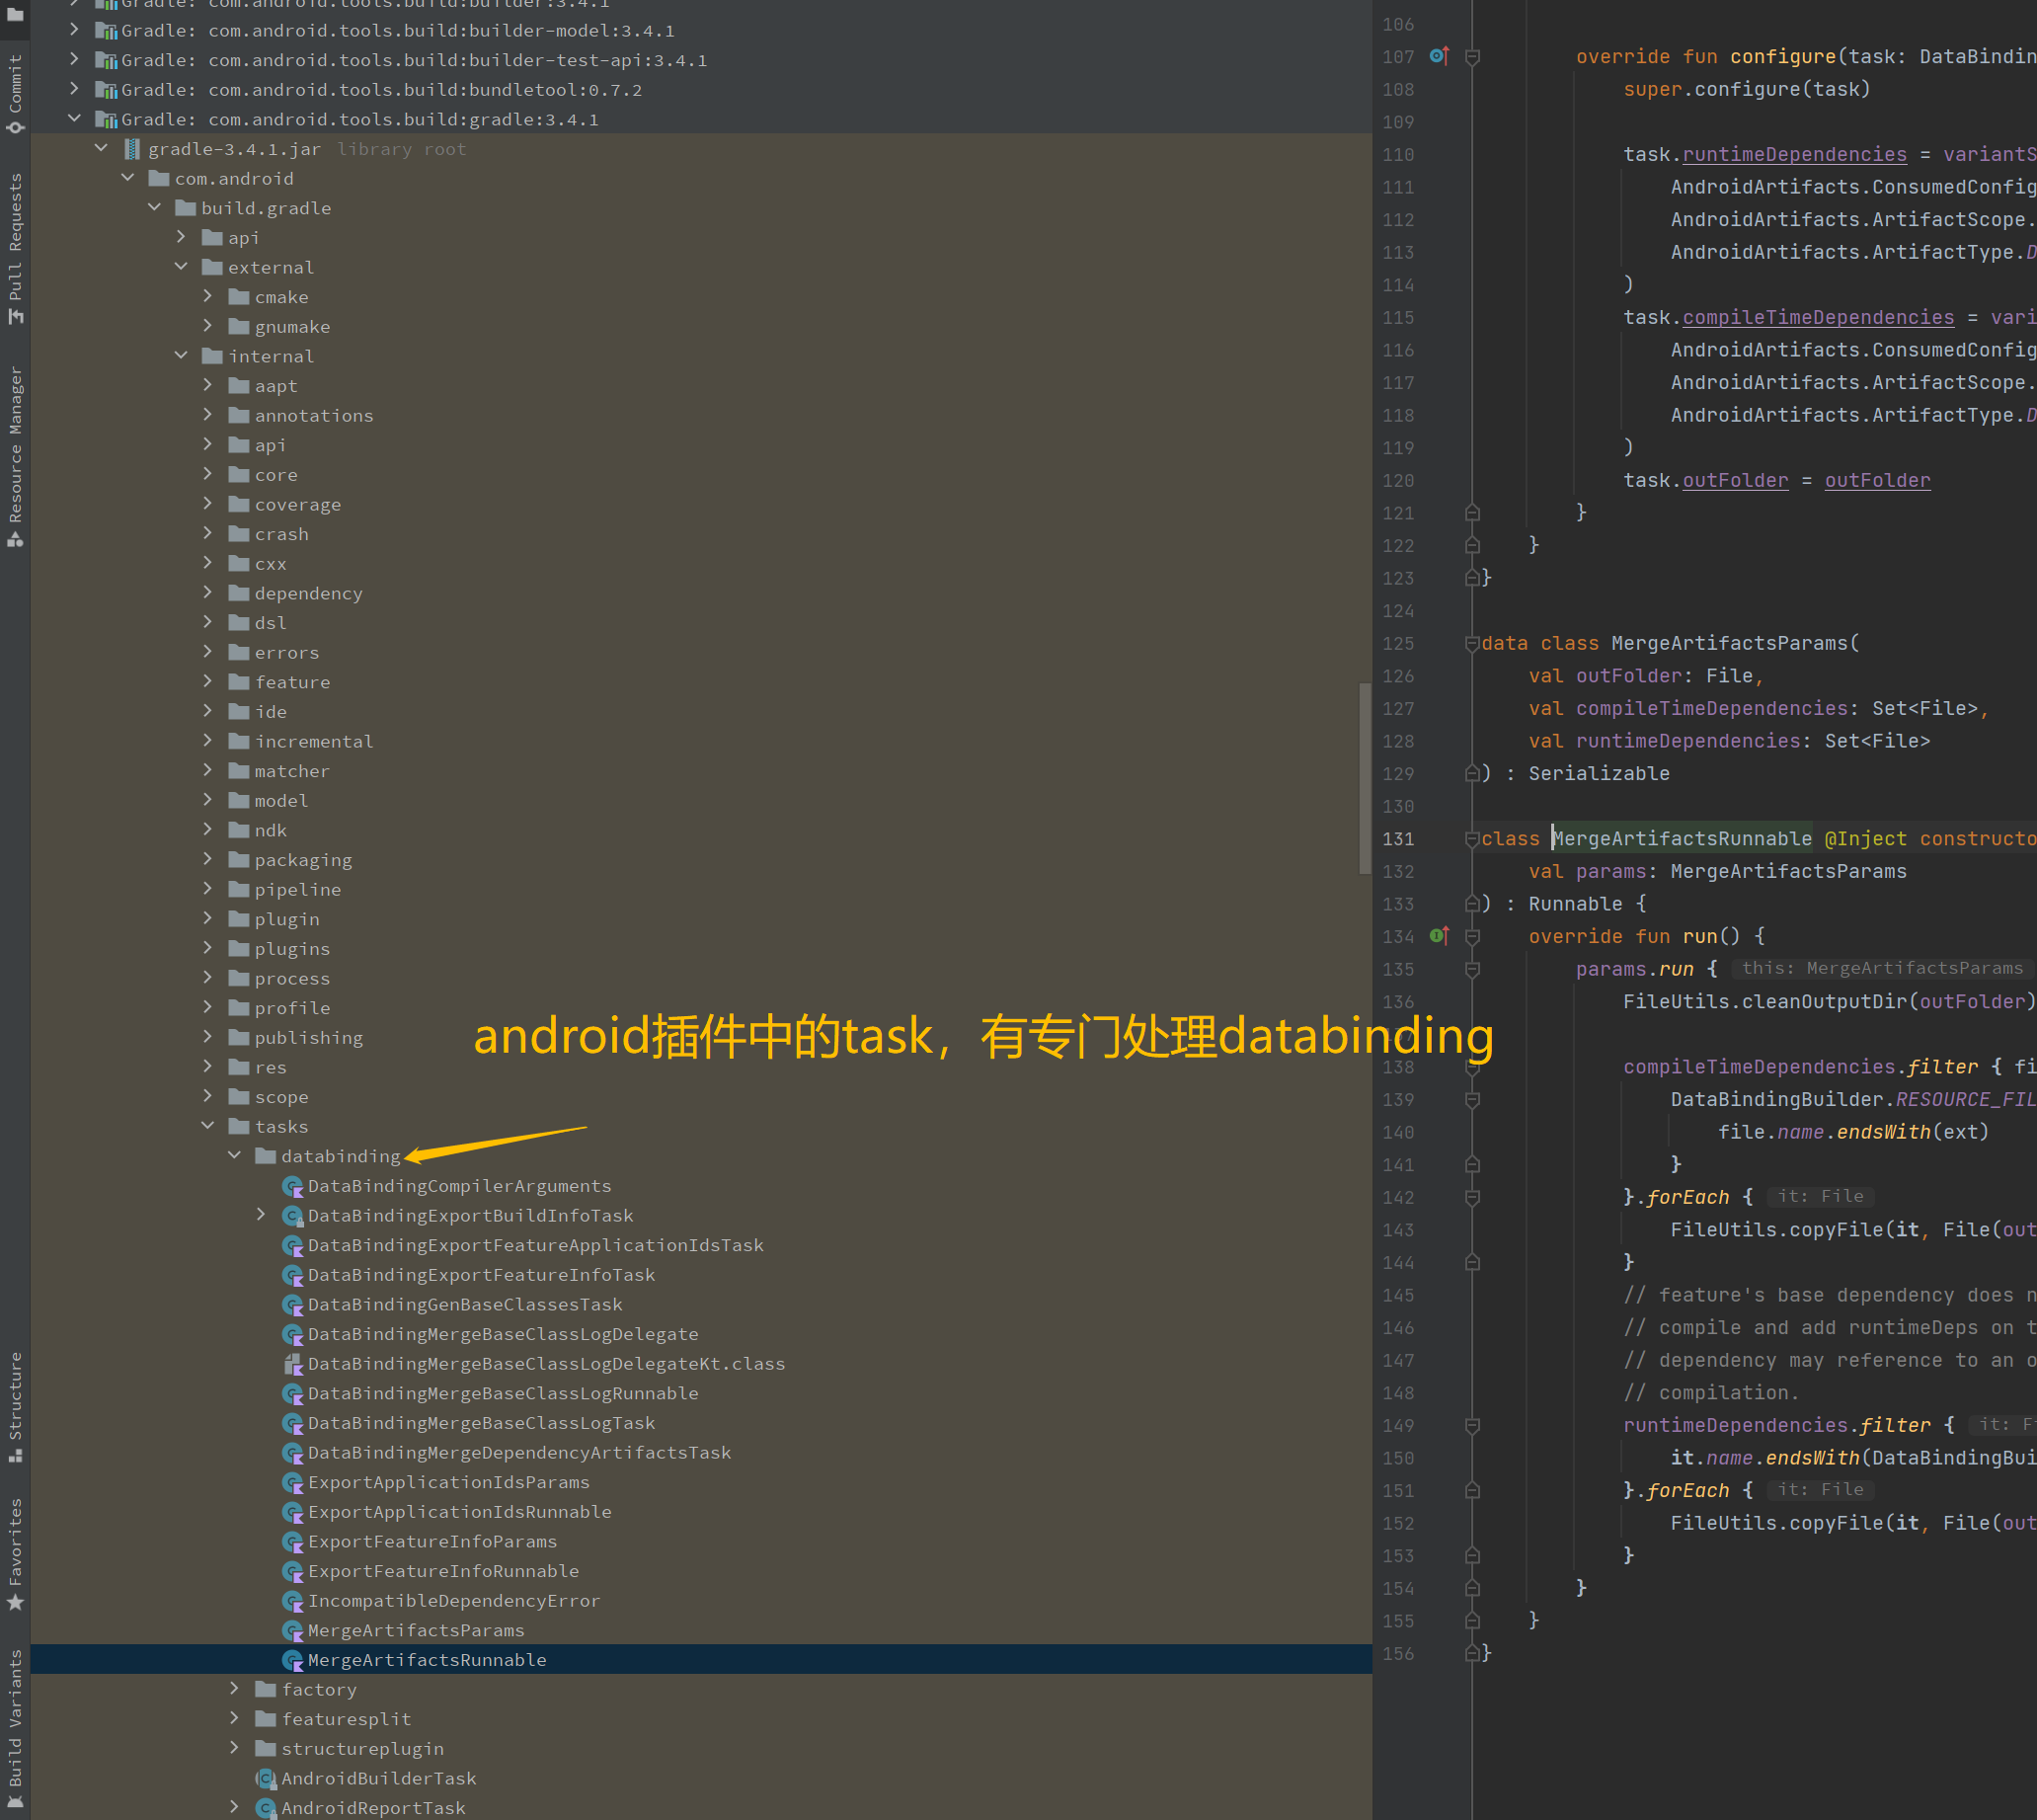 Commit
Pull Requests
Resource Manager
Structure
Favorites
Build Variants
Gradle: com.android.tools.build:builder:3.4.1
Gradle: com.android.tools.build:builder-model:3.4.1
Gradle: com.android.tools.build:builder-test-api:3.4.1
Gradle: com.android.tools.build:bundletool:0.7.2
Gradle: com.android.tools.build:gradle:3.4.1
gradle-3.4.1.jar library root
com.android
build.gradle
api
external
cmake
gnumake
internal
aapt
annotations
api
core
coverage
crash
cxx
dependency
dsl
errors
feature
ide
incremental
matcher
model
ndk
packaging
pipeline
plugin
plugins
process
profile
publishing
res
scope
tasks
databinding
DataBindingCompilerArguments
DataBindingExportBuildInfoTask
DataBindingExportFeatureApplicationIdsTask
DataBindingExportFeatureInfoTask
DataBindingGenBaseClassesTask
DataBindingMergeBaseClassLogDelegate
DataBindingMergeBaseClassLogDelegateKt.class
DataBindingMergeBaseClassLogRunnable
DataBindingMergeBaseClassLogTask
DataBindingMergeDependencyArtifactsTask
ExportApplicationIdsParams
ExportApplicationIdsRunnable
ExportFeatureInfoParams
ExportFeatureInfoRunnable
IncompatibleDependencyError
MergeArtifactsParams
MergeArtifactsRunnable
factory
featuresplit
structureplugin
AndroidBuilderTask
AndroidReportTask
android插件中的task，有专门处理databinding
106
107 override fun configure(task: DataBindin
108 super.configure(task)
109
110 task.runtimeDependencies = variantS
111 AndroidArtifacts.ConsumedConfig
112 AndroidArtifacts.ArtifactScope.
113 AndroidArtifacts.ArtifactType.D
114 )
115 task.compileTimeDependencies = vari
116 AndroidArtifacts.ConsumedConfig
117 AndroidArtifacts.ArtifactScope.
118 AndroidArtifacts.ArtifactType.D
119 )
120 task.outFolder = outFolder
121 }
122 }
123 }
124
125 data class MergeArtifactsParams(
126 val outFolder: File,
127 val compileTimeDependencies: Set<File>,
128 val runtimeDependencies: Set<File>
129 ) : Serializable
130
131 class MergeArtifactsRunnable @Inject constructo
132 val params: MergeArtifactsParams
133 ) : Runnable {
134 override fun run() {
135 params.run { this: MergeArtifactsParams
136 FileUtils.cleanOutputDir(outFolder)
138 compileTimeDependencies.filter { fi
139 DataBindingBuilder.RESOURCE_FIL
140 file.name.endsWith(ext)
141 }
142 }.forEach { it: File
143 FileUtils.copyFile(it, File(out
144 }
145 // feature's base dependency does n
146 // compile and add runtimeDeps on t
147 // dependency may reference to an o
148 // compilation.
149 runtimeDependencies.filter { it: Fi
150 it.name.endsWith(DataBindingBui
151 }.forEach { it: File
152 FileUtils.copyFile(it, File(out
153 }
154 }
155 }
156 }